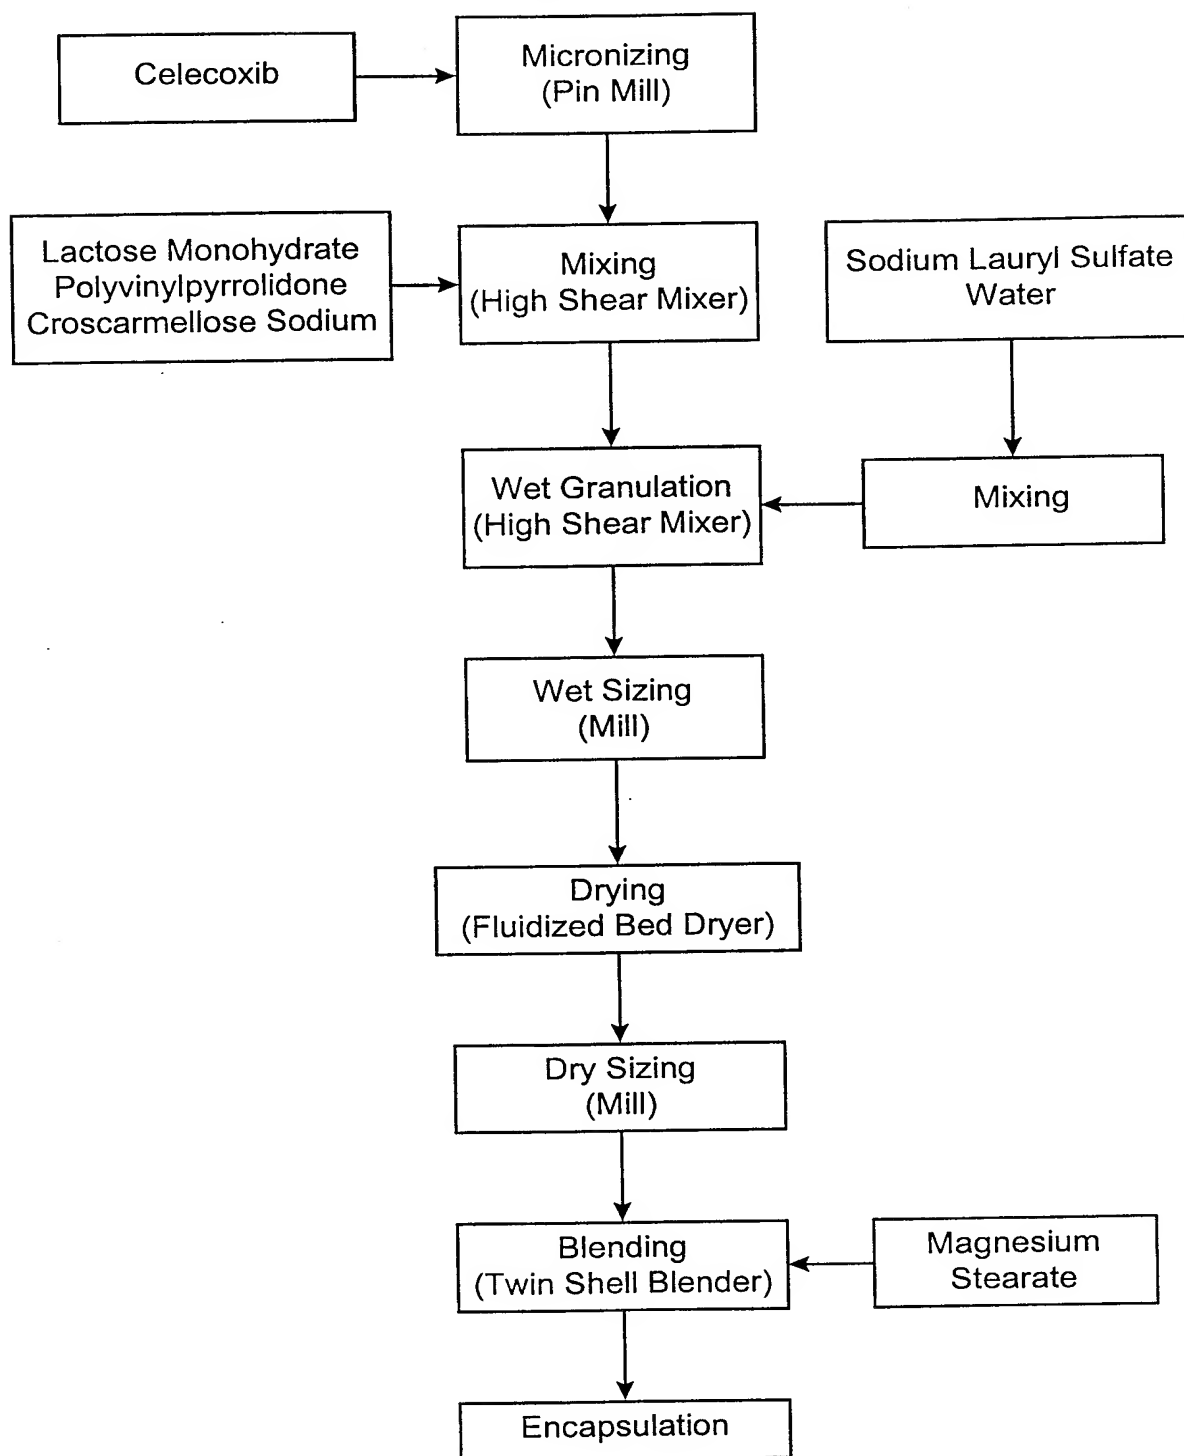 Celecoxib
Micronizing
(Pin Mill)
Lactose Monohydrate
Polyvinylpyrrolidone
Croscarmellose Sodium
Mixing
(High Shear Mixer)
Sodium Lauryl Sulfate
Water
Wet Granulation
(High Shear Mixer)
Mixing
Wet Sizing
(Mill)
Drying
(Fluidized Bed Dryer)
Dry Sizing
(Mill)
Blending
(Twin Shell Blender)
Magnesium
Stearate
Encapsulation